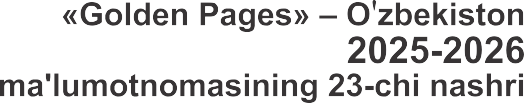 «Golden Pages» – O'zbekiston
2025-2026
ma'lumotnomasining 23-chi nashri